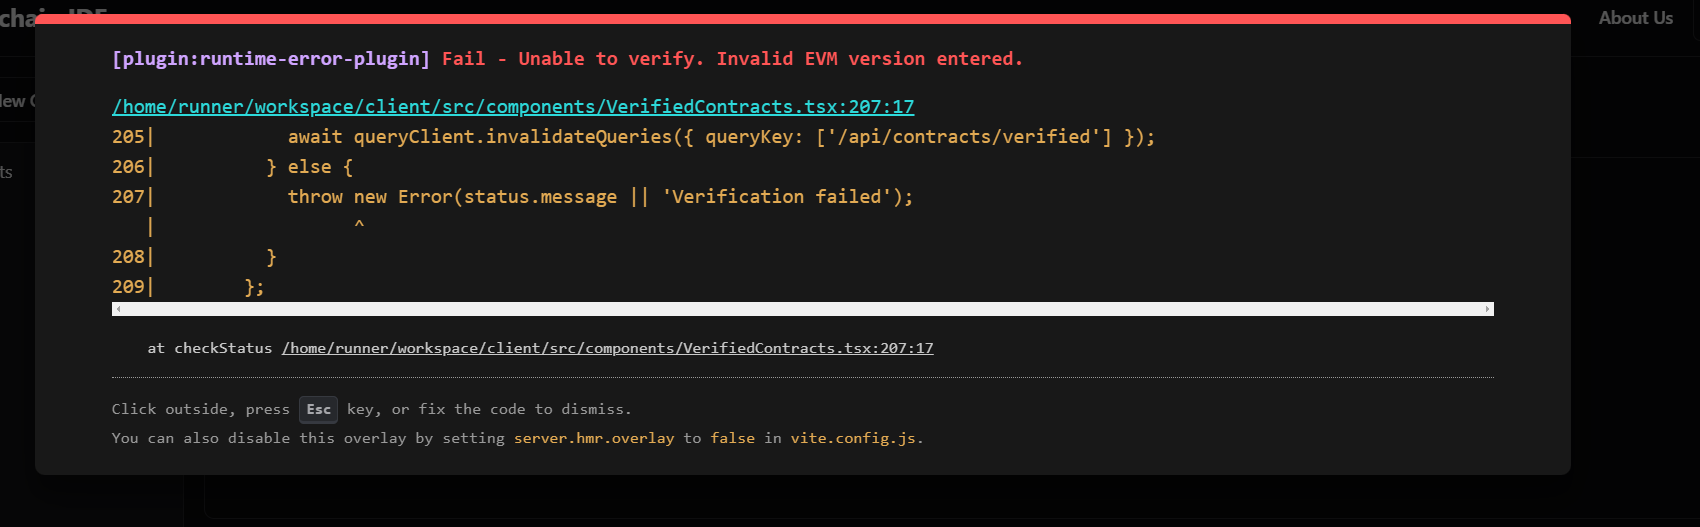 About Us
[plugin:runtime-error-plugin] Fail - Unable to verify. Invalid EVM version entered.
/home/runner/workspace/client/src/components/VerifiedContracts.tsx:207:17
205|            await queryClient.invalidateQueries({ queryKey: ['/api/contracts/verified'] });
206|          } else {
207|            throw new Error(status.message || 'Verification failed');
   |                  ^
208|          }
209|        };
at checkStatus /home/runner/workspace/client/src/components/VerifiedContracts.tsx:207:17
Click outside, press Esc key, or fix the code to dismiss.
You can also disable this overlay by setting server.hmr.overlay to false in vite.config.js.